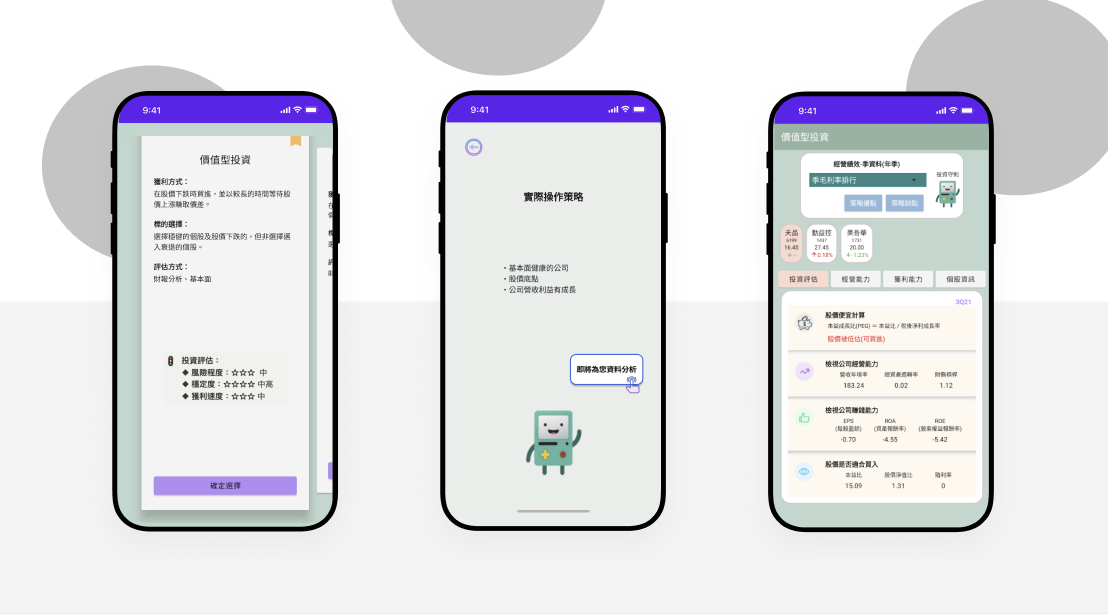 9:41
價值型投資
獲利方式：
在股價下跌時買進，並以較長的時間等待股
價上漲賺取價差。
標的選擇：
選擇穩健的個股及股價下跌的，但非選擇邁
入衰退的個股。
評估方式：
財報分析、基本面
投資評估：
◆ 風險程度：☆☆☆ 中
◆ 穩定度：☆☆☆☆ 中高
◆ 獲利速度：☆☆☆ 中
確定選擇
9:41
實際操作策略
・基本面健康的公司
・股價底點
・公司營收利益有成長
即將為您資料分析
9:41
價值型投資
經營績效-季資料(年季)
季毛利率排行
投資守則
策略優點 策略缺點
天品 勤益控 美吾華
6199 1437 1731
16.45 27.45 20.00
↓-- ↑0.18% ↓-1.23%
投資評估 經營能力 獲利能力 個股資訊
3Q21
股價便宜計算
本益成長比(PEG) ＝ 本益比 / 稅後淨利成長率
股價被低估(可買進)
檢視公司經營能力
營收年增率 總資產週轉率 財務槓桿
183.24 0.02 1.12
檢視公司賺錢能力
EPS ROA ROE
(每股盈餘) (資產報酬率) (股東權益報酬率)
-0.70 -4.55 -5.42
股價是否適合買入
本益比 股價淨值比 殖利率
15.09 1.31 0